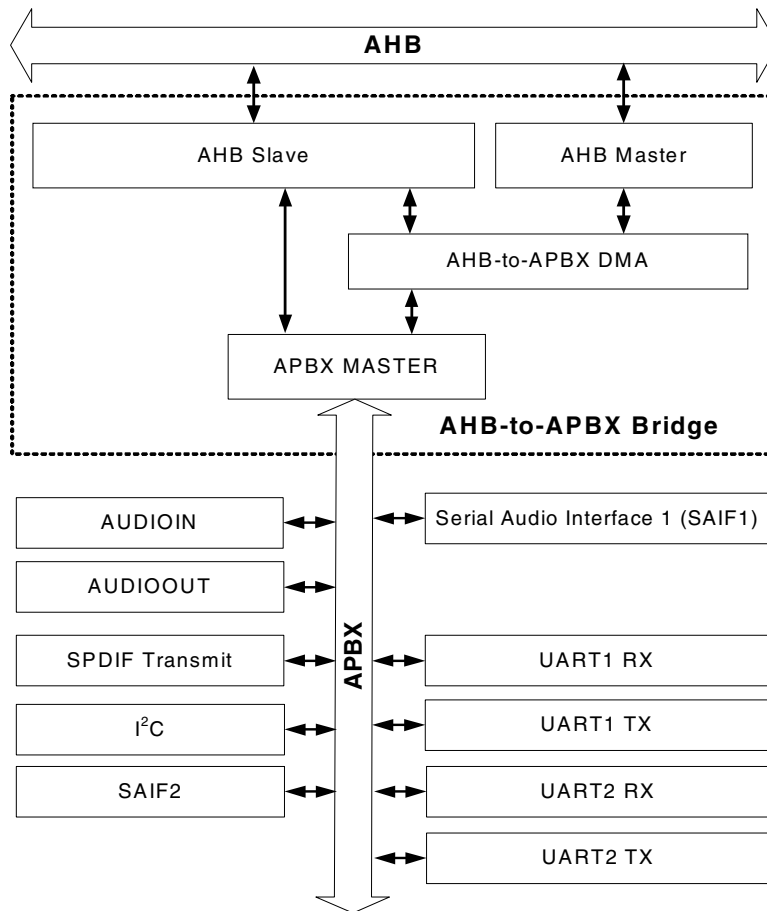 AHB
AHB Slave
AHB Master
AHB-to-APBX DMA
APBX MASTER
AHB-to-APBX Bridge
AUDIOIN
Serial Audio Interface 1 (SAIF1)
AUDIOOUT
APBX
SPDIF Transmit
UART1 RX
I²C
UART1 TX
SAIF2
UART2 RX
UART2 TX